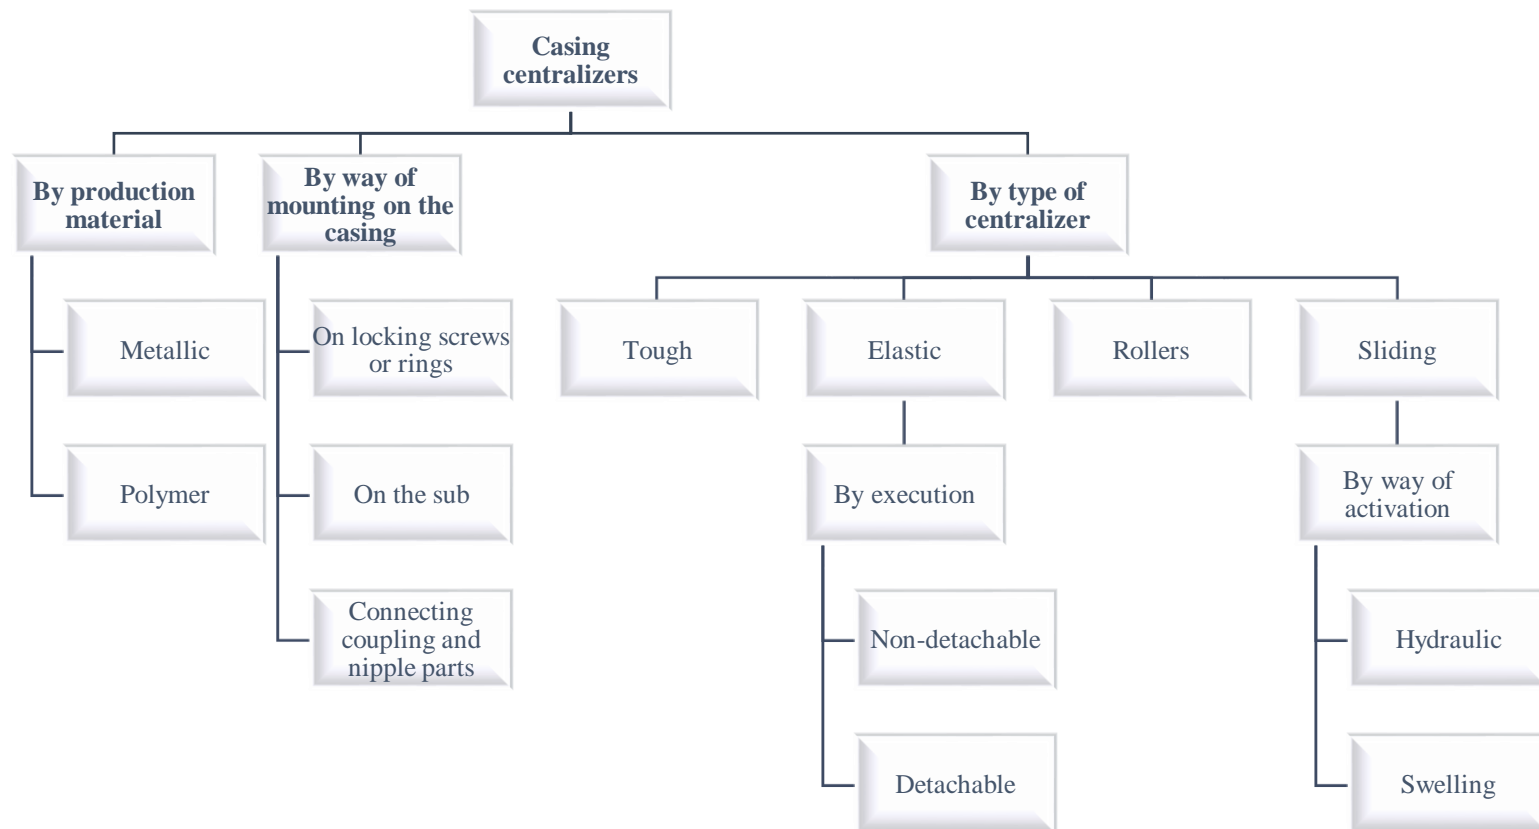 Casing
centralizers
By production
material
By way of
mounting on the
casing
By type of
centralizer
Metallic
On locking screws
or rings
Tough
Elastic
Rollers
Sliding
Polymer
On the sub
By execution
By way of
activation
Connecting
coupling and
nipple parts
Non-detachable
Hydraulic
Detachable
Swelling